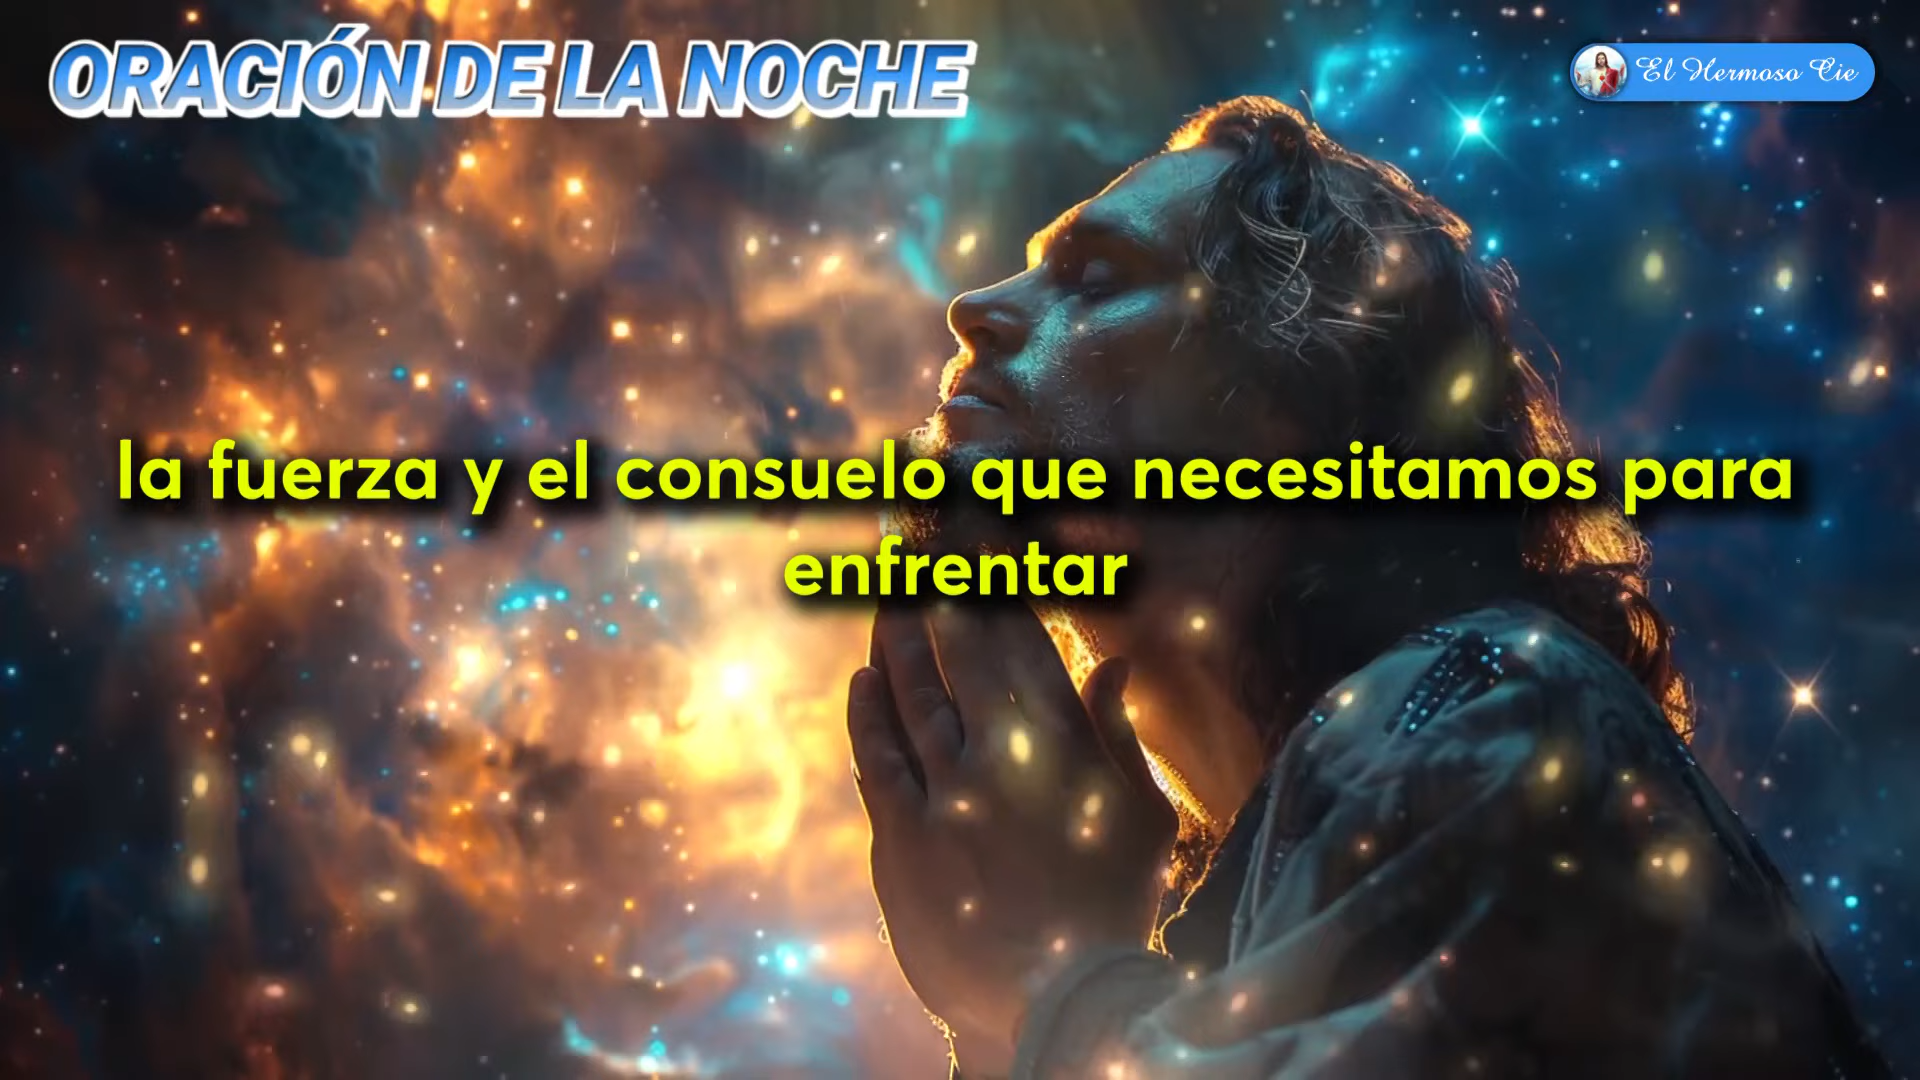 ORACIÓN DE LA NOCHE
El Hermoso Cie
la fuerza y el consuelo que necesitamos para
enfrentar